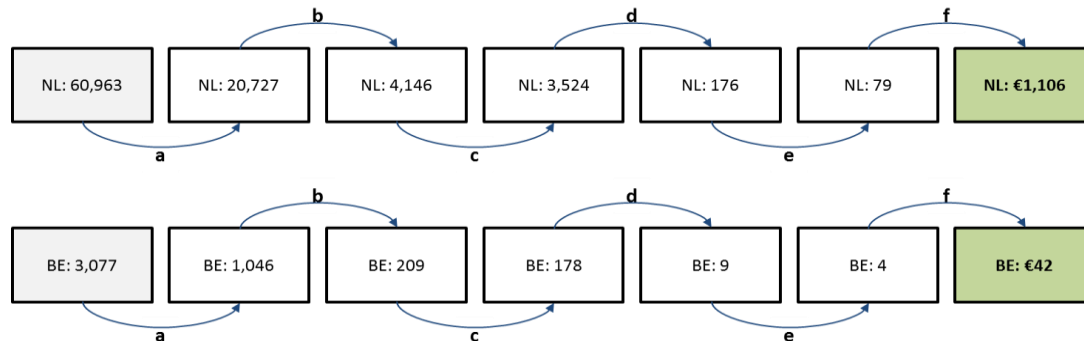 b d f
NL: 60,963 NL: 20,727 NL: 4,146 NL: 3,524 NL: 176 NL: 79 NL: €1,106
a c e
b d f
BE: 3,077 BE: 1,046 BE: 209 BE: 178 BE: 9 BE: 4 BE: €42
a c e